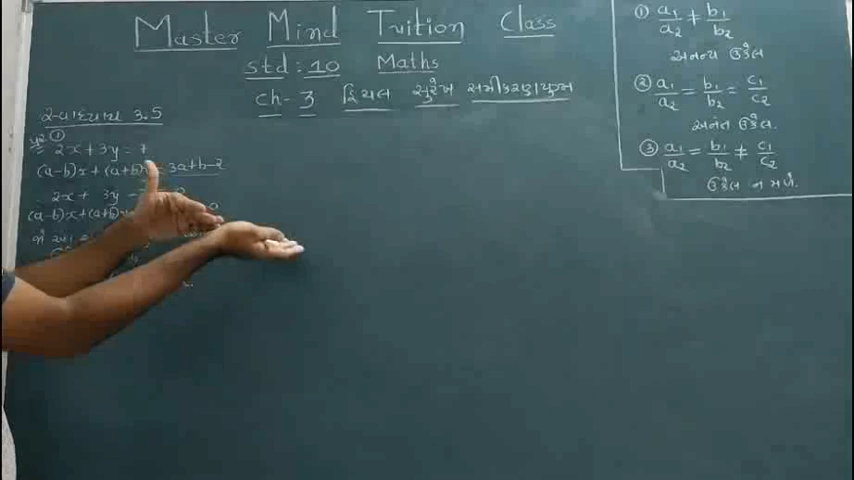 Master Mind Tuition Class
std : 10 Maths
ch- 3 દ્વિચલ સુરેખ સમીકરણયુગ્મ
સ્વાધ્યાય 3.5
①
2x + 3y = 7
(a-b)x + (a+b)y = 3a+b-2
2x + 3y -
(a-b)x + (a+b)
① a₁/a₂ ≠ b₁/b₂
અનન્ય ઉકેલ
② a₁/a₂ = b₁/b₂ = c₁/c₂
અનંત ઉકેલ.
③ a₁/a₂ = b₁/b₂ ≠ c₁/c₂
ઉકેલ ન મળે.